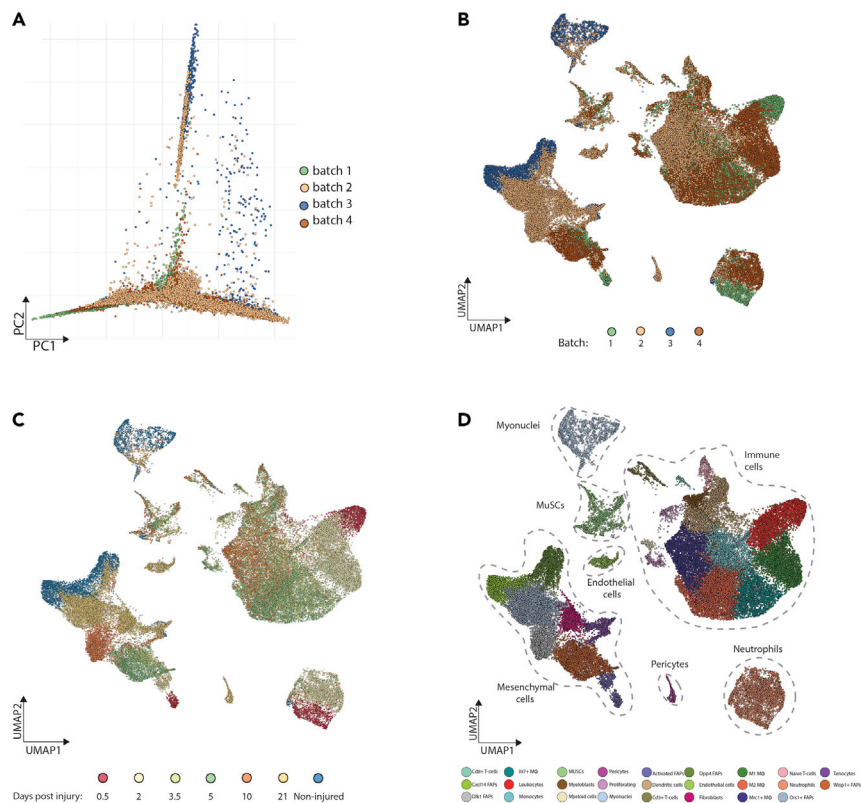 A
batch 1
batch 2
batch 3
batch 4
PC2
PC1
B
UMAP2
UMAP1
Batch:
1
2
3
4
C
UMAP2
UMAP1
Days post injury:
0.5
2
3.5
5
10
21
Non-injured
D
Myonuclei
Immune
cells
MuSCs
Endothelial
cells
Mesenchymal
cells
Pericytes
Neutrophils
UMAP2
UMAP1
Cd8+ T-cells
Il7+ MΦ
MUSCs
Pericytes
Activated FAPs
Dpp4 FAPs
M1 MΦ
Naive T-cells
Tenocytes
Cxcl14 FAPs
Leukocytes
Myoblasts
Proliferating
Dendritic cells
Endothelial cells
M2 MΦ
Neutrophils
Wisp1+ FAPs
Dlk1 FAPs
Monocytes
Myeloid cells
Myonuclei
Cd3+ T-cells
Fibroblasts
Mrc1+ MΦ
Osr1+ FAPs